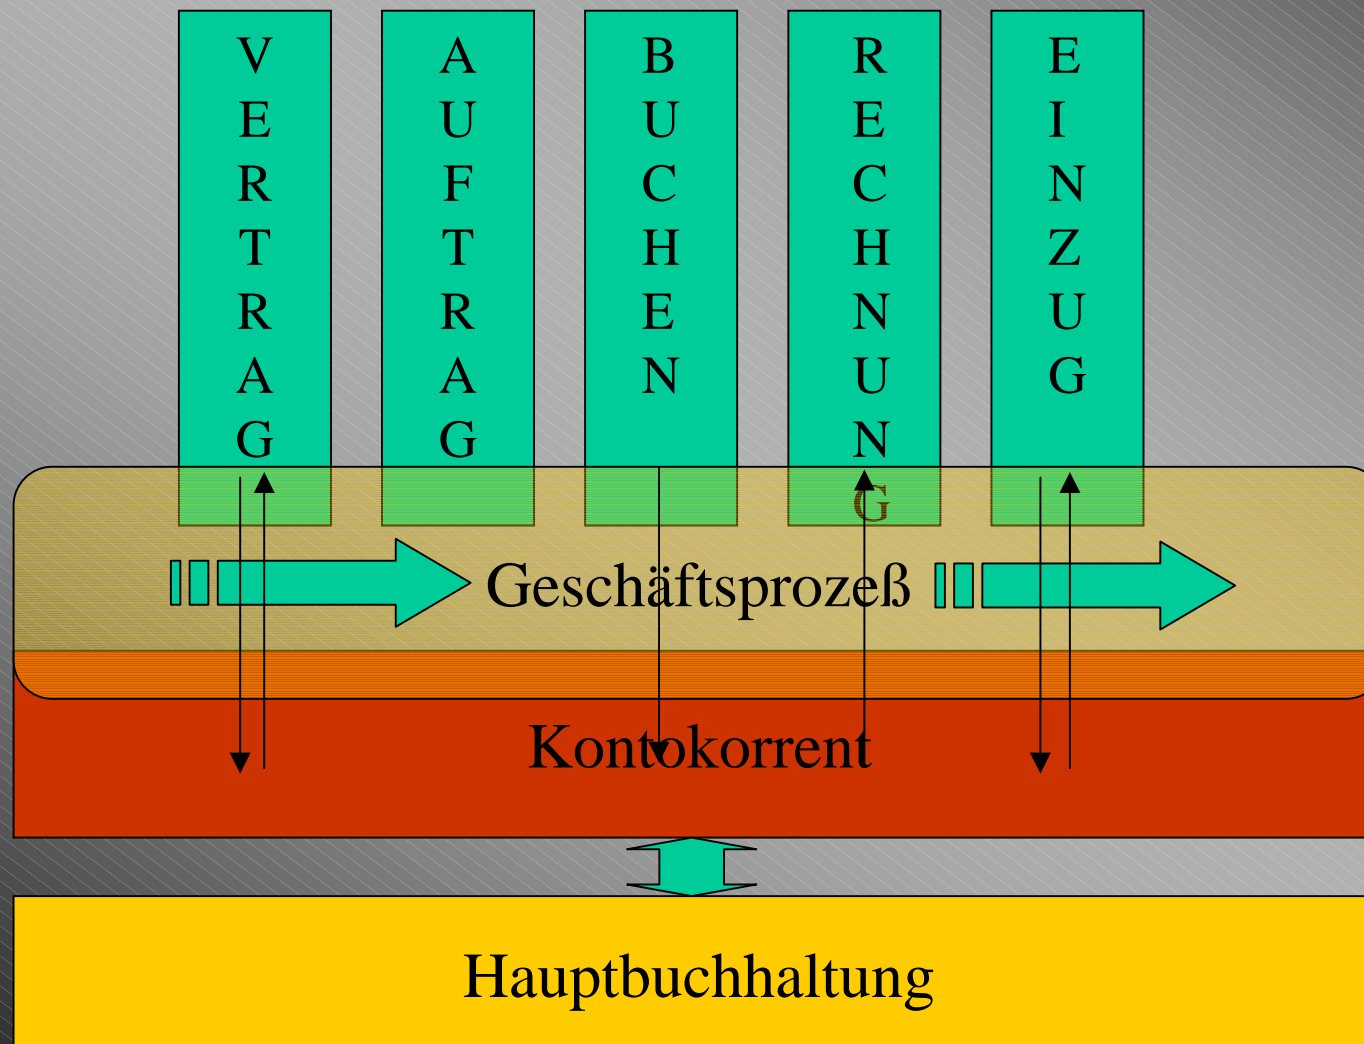 VERTRAG
AUFTRAG
BUCHEN
RECHNUNG
EINZUG
Geschäftsprozeß
Kontokorrent
Hauptbuchhaltung